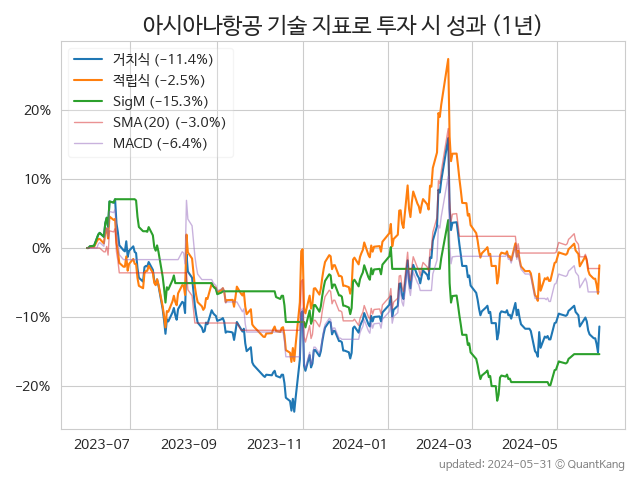 아시아나항공 기술 지표로 투자 시 성과 (1년)
거치식 (−11.4%)
적립식 (−2.5%)
SigM (−15.3%)
SMA(20) (−3.0%)
MACD (−6.4%)
20%
10%
0%
−10%
−20%
2023-07 2023-09 2023-11 2024-01 2024-03 2024-05
updated: 2024-05-31 © QuantKang